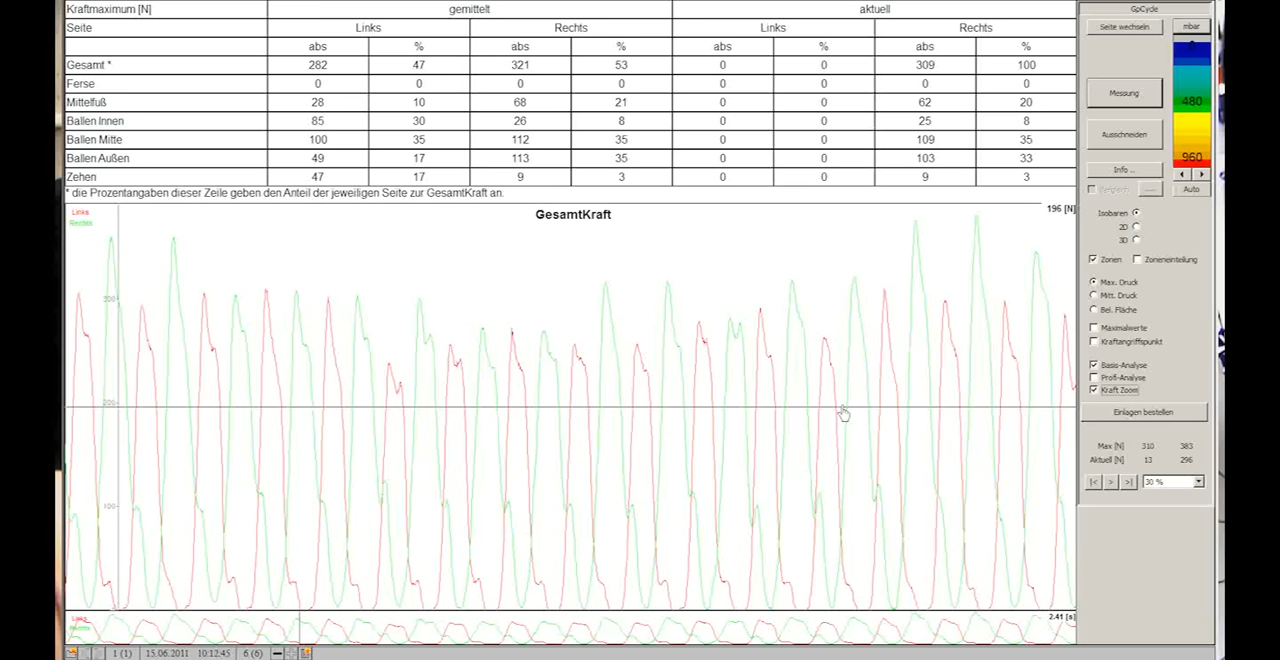 Kraftmaximum [N] gemittelt aktuell
Seite Links Rechts Links Rechts
abs % abs % abs % abs %
Gesamt * 282 47 321 53 0 0 309 100
Ferse 0 0 0 0 0 0 0 0
Mittelfuß 28 10 68 21 0 0 62 20
Ballen Innen 85 30 26 8 0 0 25 8
Ballen Mitte 100 35 112 35 0 0 109 35
Ballen Außen 49 17 113 35 0 0 103 33
Zehen 47 17 9 3 0 0 9 3
* die Prozentangaben dieser Zeile geben den Anteil der jeweiligen Seite zur GesamtKraft an.
Links
Rechts
GesamtKraft
196 [N]
300
200
100
Links
Rechts
2.41 [s]
1 (1) 15.06.2011 10:12:45 6 (6)
GpCycle
Seite wechseln mbar
Messung
480
Ausschneiden
960
Info ..
Vergleich
Auto
Isobaren
2D
3D
Zonen Zoneneinteilung
Max. Druck
Mitt. Druck
Bel. Fläche
Maximalwerte
Kraftangriffspunkt
Basis-Analyse
Profi-Analyse
Kraft Zoom
Einlagen bestellen
Max [N] 310 383
Aktuell [N] 13 296
|< > >| 30 %